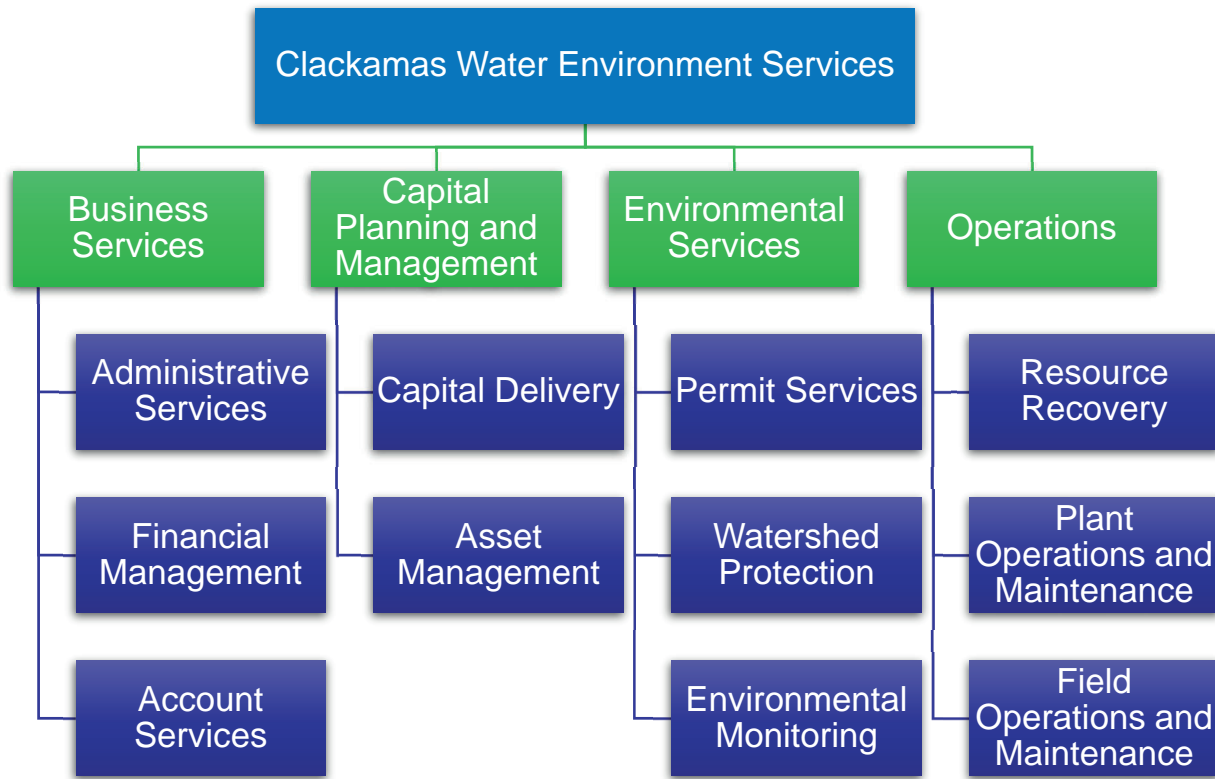 Clackamas Water Environment Services
Business
Services
Capital
Planning and
Management
Environmental
Services
Operations
Administrative
Services
Financial
Management
Account
Services
Capital Delivery
Asset
Management
Permit Services
Watershed
Protection
Environmental
Monitoring
Resource
Recovery
Plant
Operations and
Maintenance
Field
Operations and
Maintenance